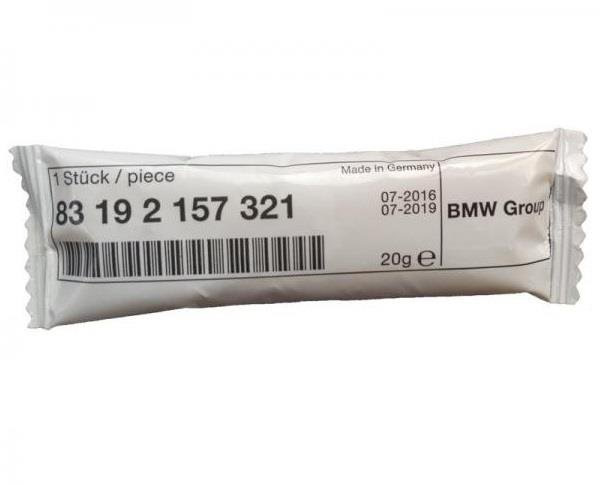 1 Stück / piece
Made in Germany
83 19 2 157 321
07-2016
07-2019
BMW Group
20g ℮